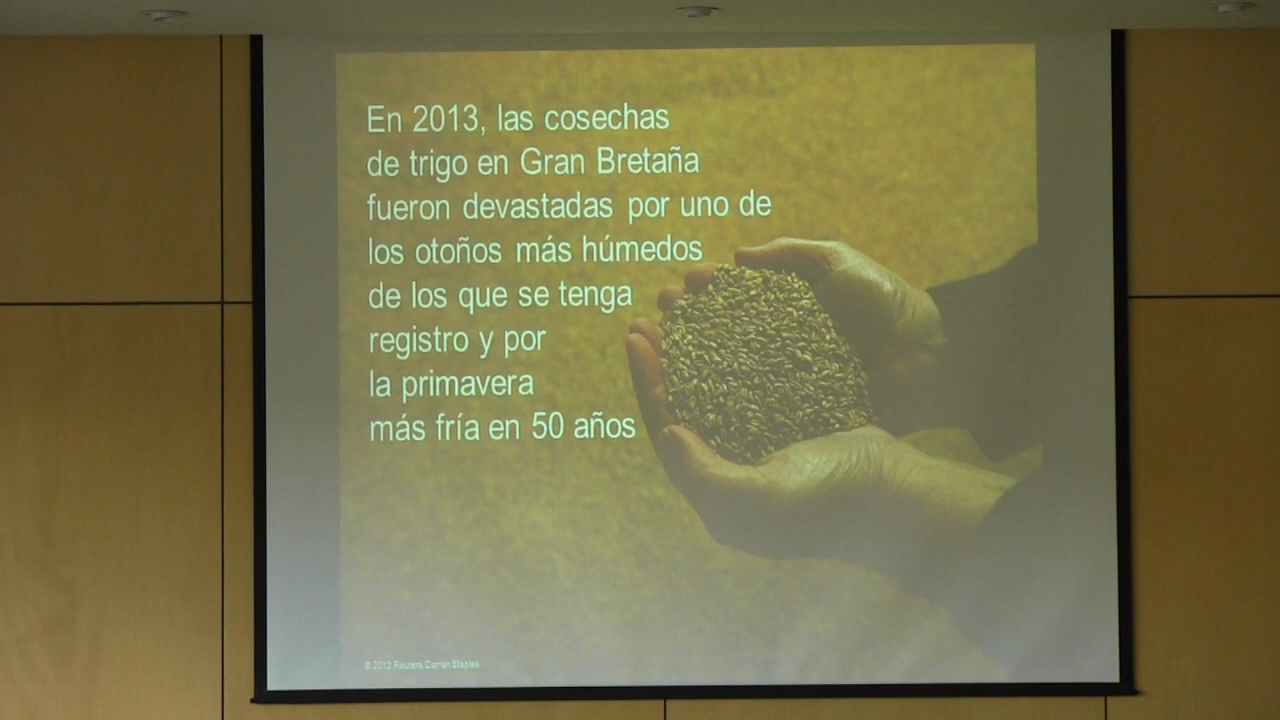 En 2013, las cosechas
de trigo en Gran Bretaña
fueron devastadas por uno de
los otoños más húmedos
de los que se tenga
registro y por
la primavera
más fría en 50 años
© 2012 Reuters/Darren Staples